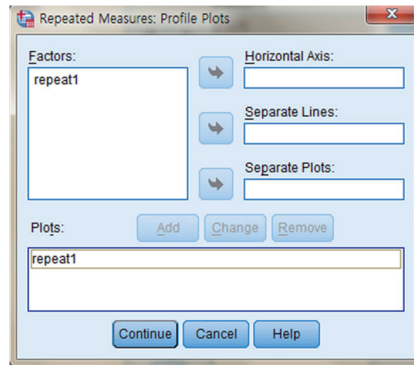 Repeated Measures: Profile Plots
Factors:
repeat1
Horizontal Axis:
Separate Lines:
Separate Plots:
Plots:
Add Change Remove
repeat1
Continue Cancel Help